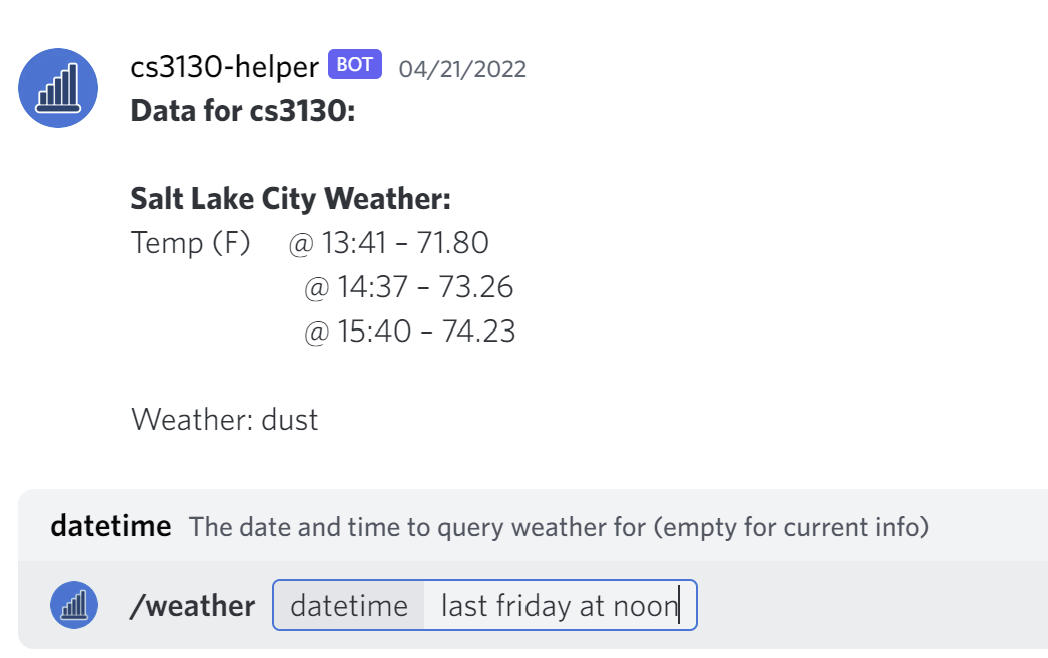 cs3130-helper BOT 04/21/2022
Data for cs3130:
Salt Lake City Weather:
Temp (F) @ 13:41 – 71.80
@ 14:37 – 73.26
@ 15:40 – 74.23
Weather: dust
datetime The date and time to query weather for (empty for current info)
/weather datetime last friday at noon